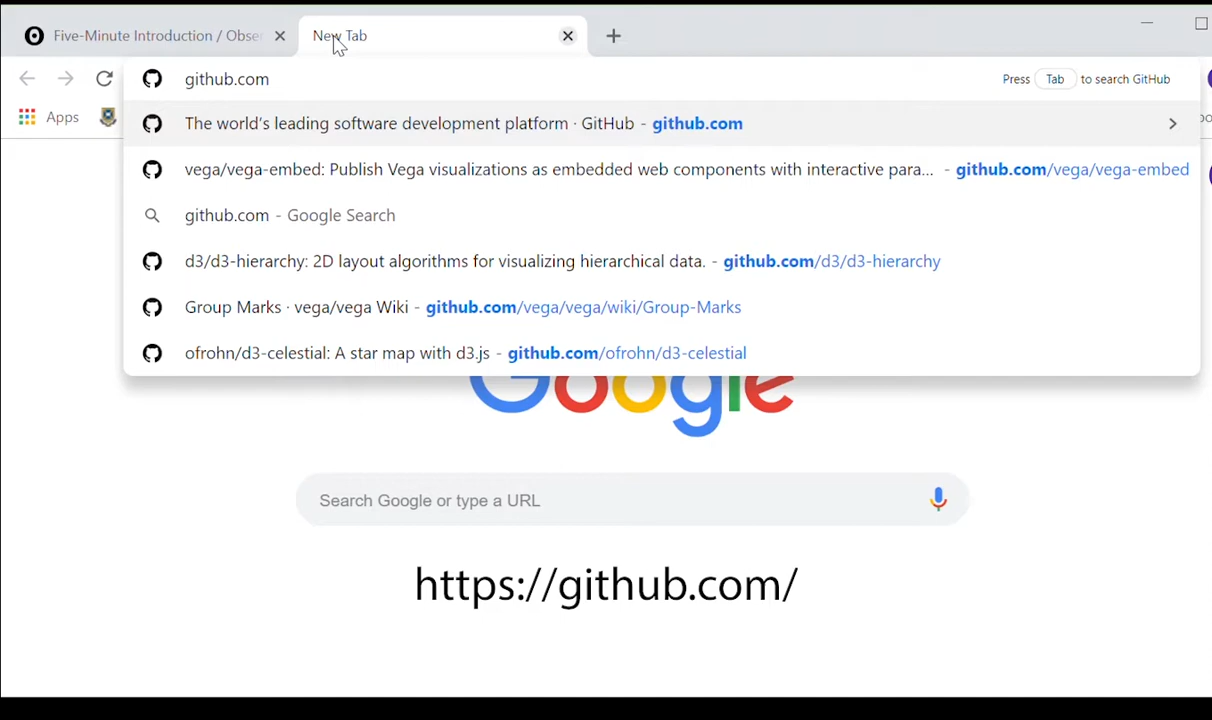 Five-Minute Introduction / Obse
New Tab
github.com
Press Tab to search GitHub
Apps
The world's leading software development platform · GitHub - github.com
vega/vega-embed: Publish Vega visualizations as embedded web components with interactive para... - github.com/vega/vega-embed
github.com - Google Search
d3/d3-hierarchy: 2D layout algorithms for visualizing hierarchical data. - github.com/d3/d3-hierarchy
Group Marks · vega/vega Wiki - github.com/vega/vega/wiki/Group-Marks
ofrohn/d3-celestial: A star map with d3.js - github.com/ofrohn/d3-celestial
Google
Search Google or type a URL
https://github.com/